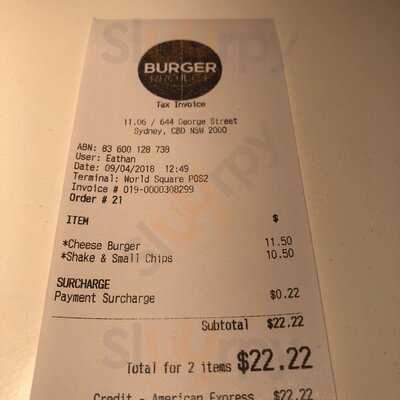 BURGER
PROJECT
Tax Invoice
11.06 / 644 George Street
Sydney, CBD NSW 2000
ABN: 83 600 128 738
User: Eathan
Date: 09/04/2018 12:49
Terminal: World Square POS2
Invoice # 019-0000308299
Order # 21
ITEM $
*Cheese Burger 11.50
*Shake & Small Chips 10.50
SURCHARGE
Payment Surcharge $0.22
Subtotal $22.22
Total for 2 items $22.22
Credit - American Express $22.22